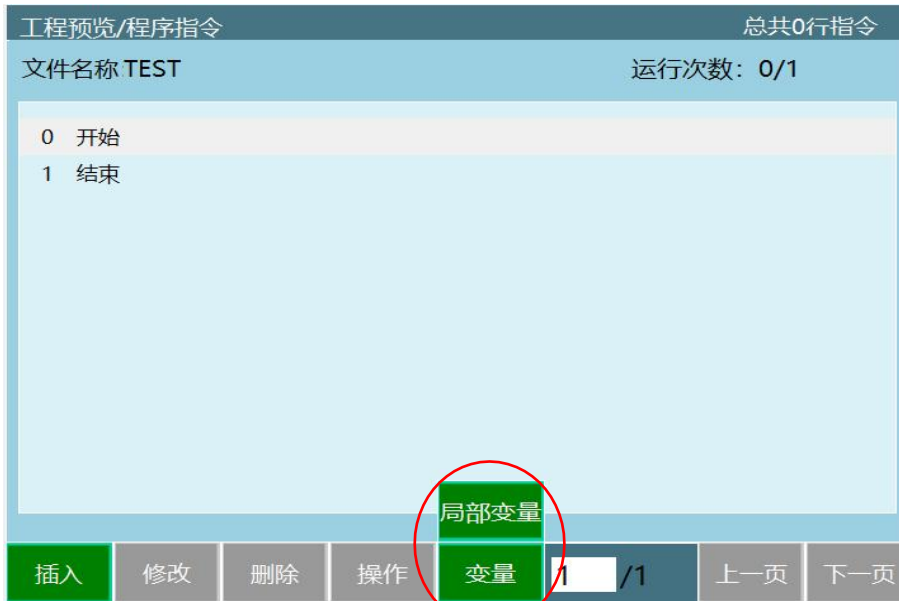 工程预览/程序指令 总共0行指令
文件名称:TEST 运行次数：0/1
0 开始
1 结束
局部变量
插入 修改 删除 操作 变量 1 /1 上一页 下一页